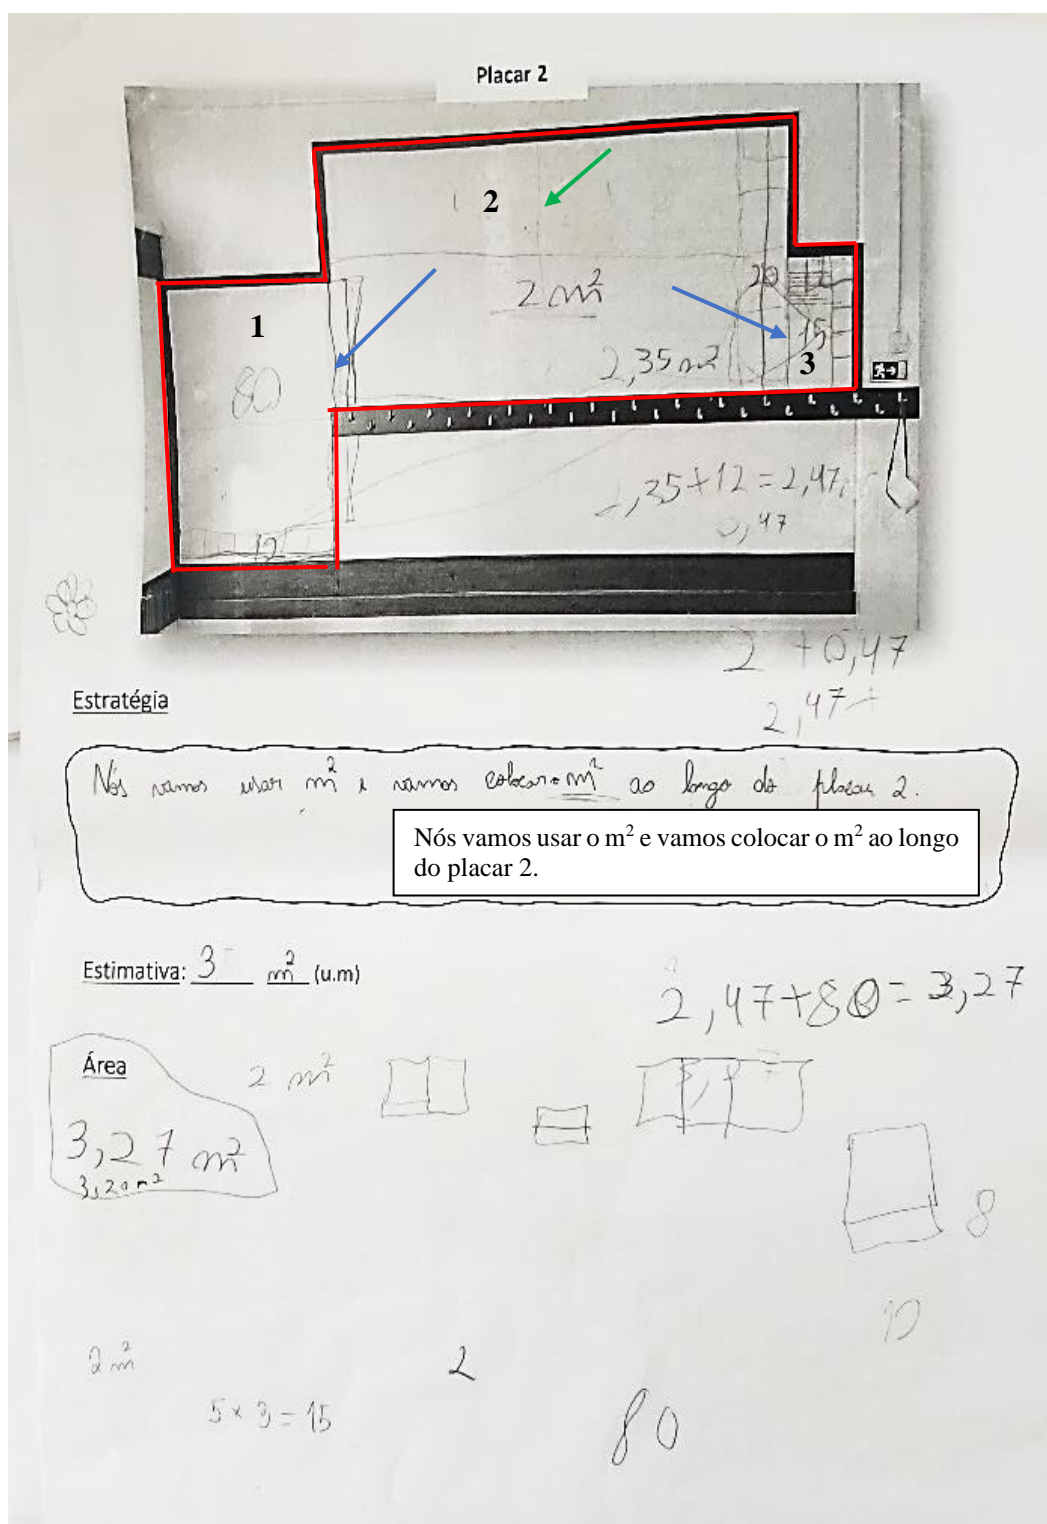 Placar 2
2
1
2 m²
20
12
15
3
80
2,35 m²
12
,35+12=2,47
0,47
2 +0,47
2,47
Estratégia
Nós vamos usar m² e vamos colocar o m² ao longo do placar 2.
Nós vamos usar o m² e vamos colocar o m² ao longo
do placar 2.
Estimativa: 3 m² (u.m)
2,47+80=3,27
Área
2 m²
3,27 m²
3,20 m²
8
10
2 m²
2
5 × 3 = 15
80